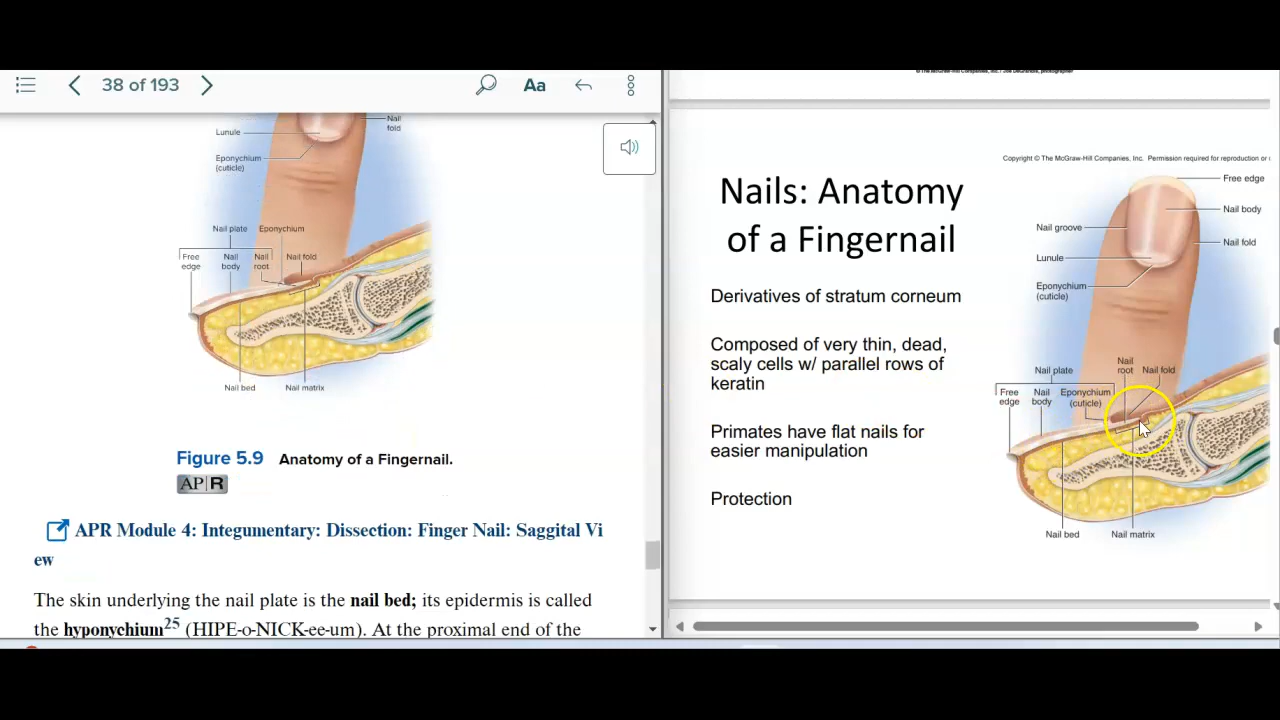 38 of 193
Aa
Nail
fold
Lunule
Eponychium
(cuticle)
Nail plate Eponychium
Free
edge
Nail
body
Nail
root
Nail fold
Nail bed Nail matrix
Figure 5.9 Anatomy of a Fingernail.
AP|R
APR Module 4: Integumentary: Dissection: Finger Nail: Saggital Vi
ew
The skin underlying the nail plate is the nail bed; its epidermis is called
the hyponychium25 (HIPE-o-NICK-ee-um). At the proximal end of the
Copyright © The McGraw-Hill Companies, Inc. Permission required for reproduction or
Nails: Anatomy
of a Fingernail
Derivatives of stratum corneum
Composed of very thin, dead,
scaly cells w/ parallel rows of
keratin
Primates have flat nails for
easier manipulation
Protection
Free edge
Nail body
Nail groove
Nail fold
Lunule
Eponychium
(cuticle)
Nail plate
Nail
root
Nail fold
Free
edge
Nail
body
Eponychium
(cuticle)
Nail bed Nail matrix